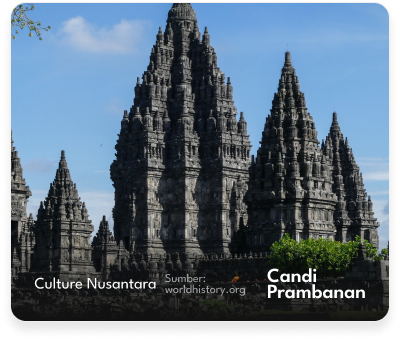 Culture Nusantara
Sumber:
worldhistory.org
Candi
Prambanan